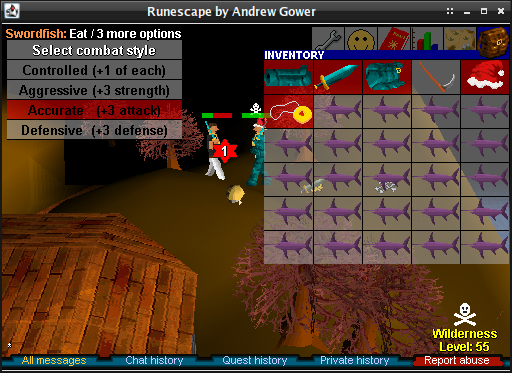 Runescape by Andrew Gower
Swordfish: Eat / 3 more options
Select combat style
Controlled (+1 of each)
Aggressive (+3 strength)
Accurate (+3 attack)
Defensive (+3 defense)
INVENTORY
1
Wilderness
Level: 55
*
All messages
Chat history
Quest history
Private history
Report abuse